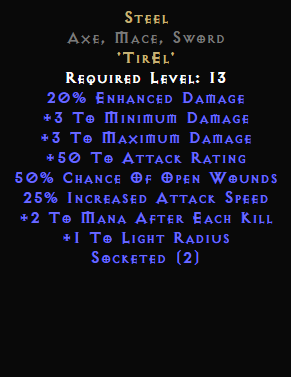 Steel
Axe, Mace, Sword
'TirEl'
Required Level: 13
20% Enhanced Damage
+3 To Minimum Damage
+3 To Maximum Damage
+50 To Attack Rating
50% Chance Of Open Wounds
25% Increased Attack Speed
+2 To Mana After Each Kill
+1 To Light Radius
Socketed (2)